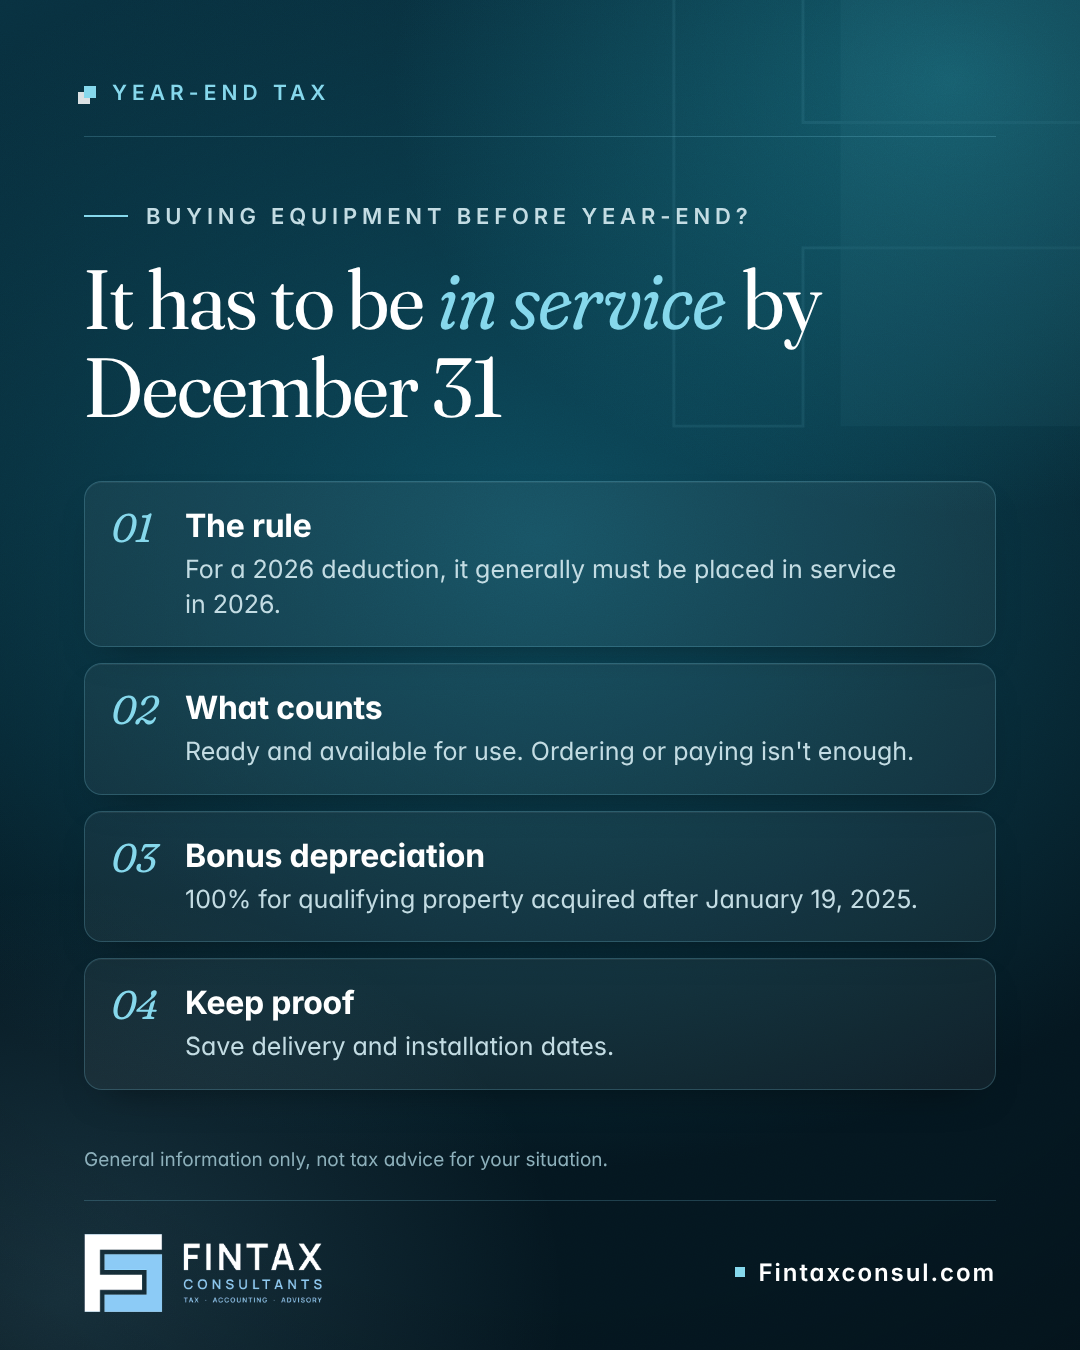 YEAR-END TAX
BUYING EQUIPMENT BEFORE YEAR-END?
It has to be in service by
December 31
01 The rule
For a 2026 deduction, it generally must be placed in service
in 2026.
02 What counts
Ready and available for use. Ordering or paying isn't enough.
03 Bonus depreciation
100% for qualifying property acquired after January 19, 2025.
04 Keep proof
Save delivery and installation dates.
General information only, not tax advice for your situation.
FINTAX
CONSULTANTS
TAX · ACCOUNTING · ADVISORY
Fintaxconsul.com